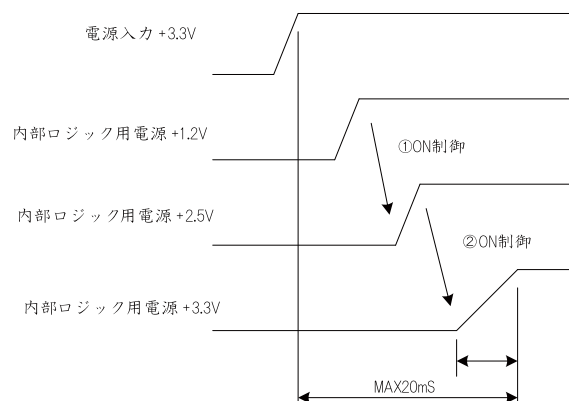 電源入力 +3.3V
内部ロジック用電源 +1.2V
①ON制御
内部ロジック用電源 +2.5V
②ON制御
内部ロジック用電源 +3.3V
MAX20mS